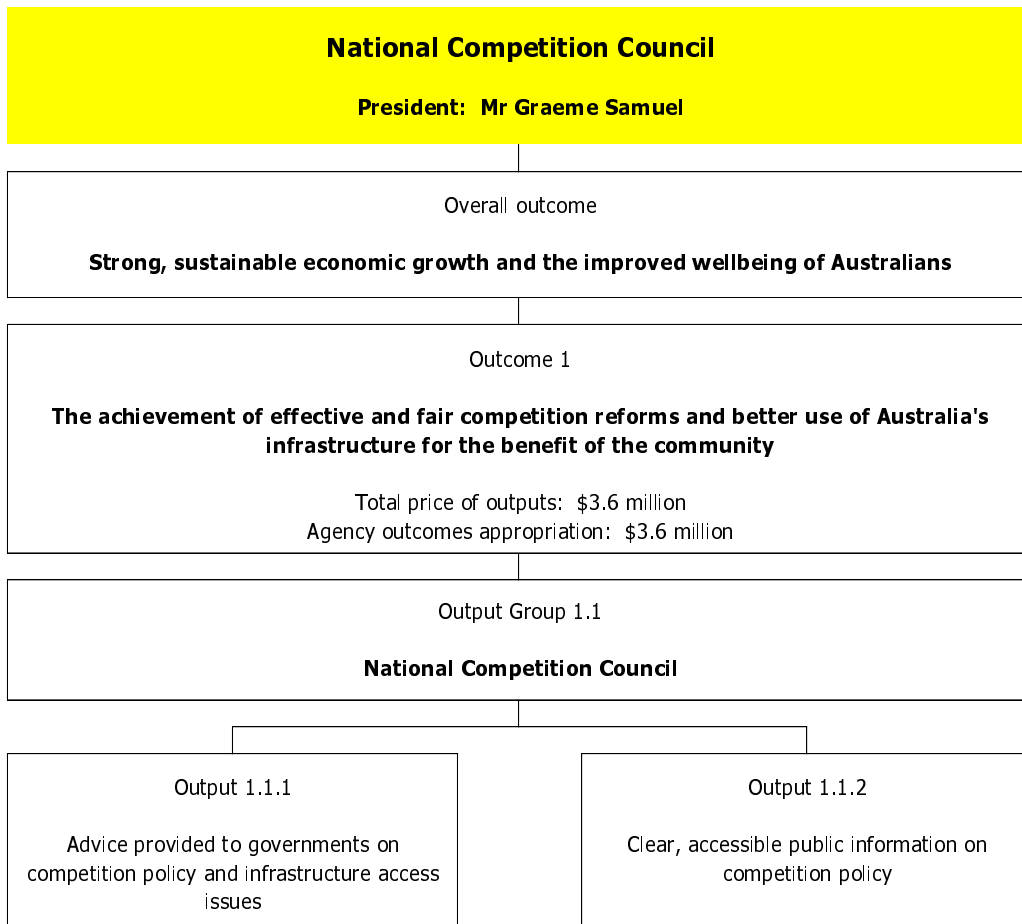 National Competition Council
President: Mr Graeme Samuel
Overall outcome
Strong, sustainable economic growth and the improved wellbeing of Australians
Outcome 1
The achievement of effective and fair competition reforms and better use of Australia's
infrastructure for the benefit of the community
Total price of outputs: $3.6 million
Agency outcomes appropriation: $3.6 million
Output Group 1.1
National Competition Council
Output 1.1.1
Advice provided to governments on
competition policy and infrastructure access
issues
Output 1.1.2
Clear, accessible public information on
competition policy